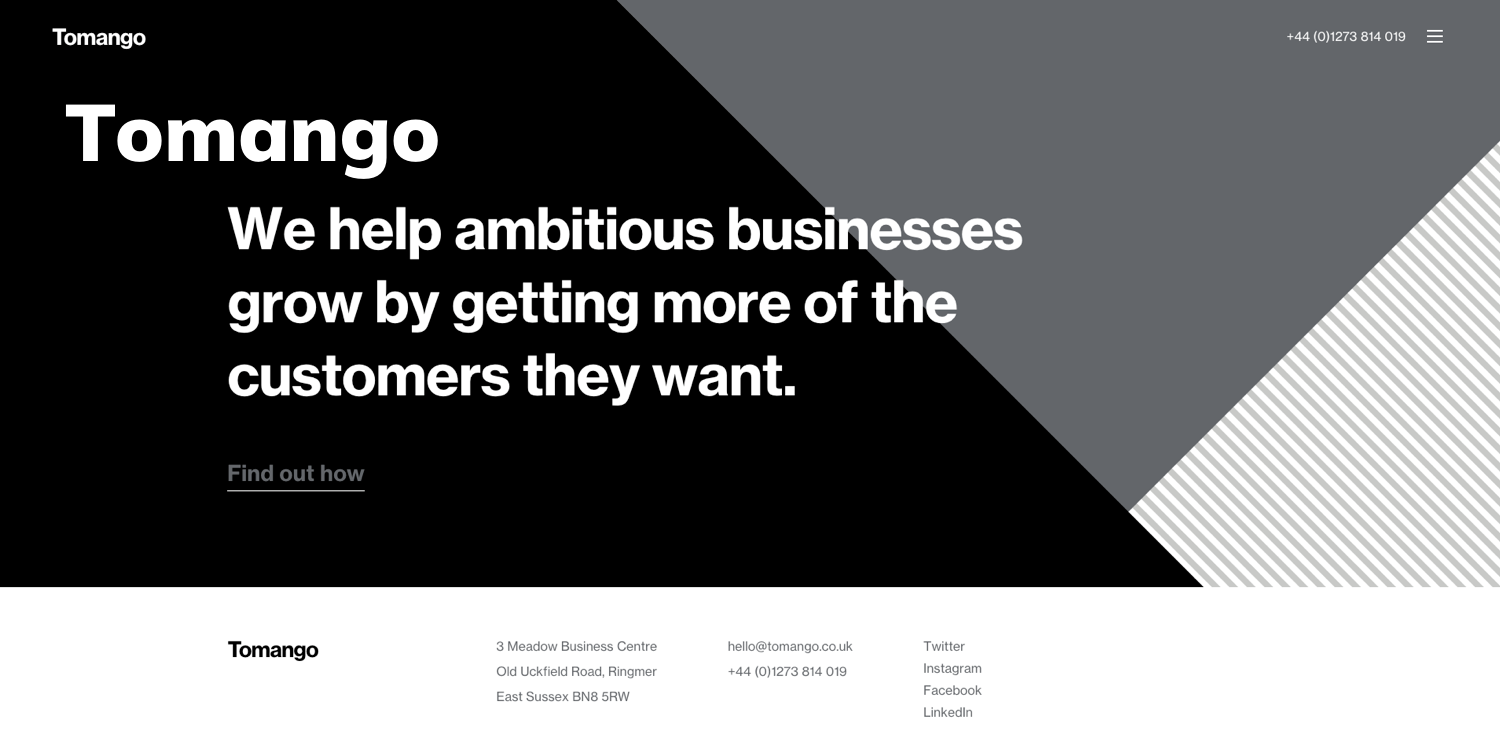 Tomango
+44 (0)1273 814 019
Tomango
We help ambitious businesses
grow by getting more of the
customers they want.
Find out how
Tomango
3 Meadow Business Centre
Old Uckfield Road, Ringmer
East Sussex BN8 5RW
hello@tomango.co.uk
+44 (0)1273 814 019
Twitter
Instagram
Facebook
LinkedIn